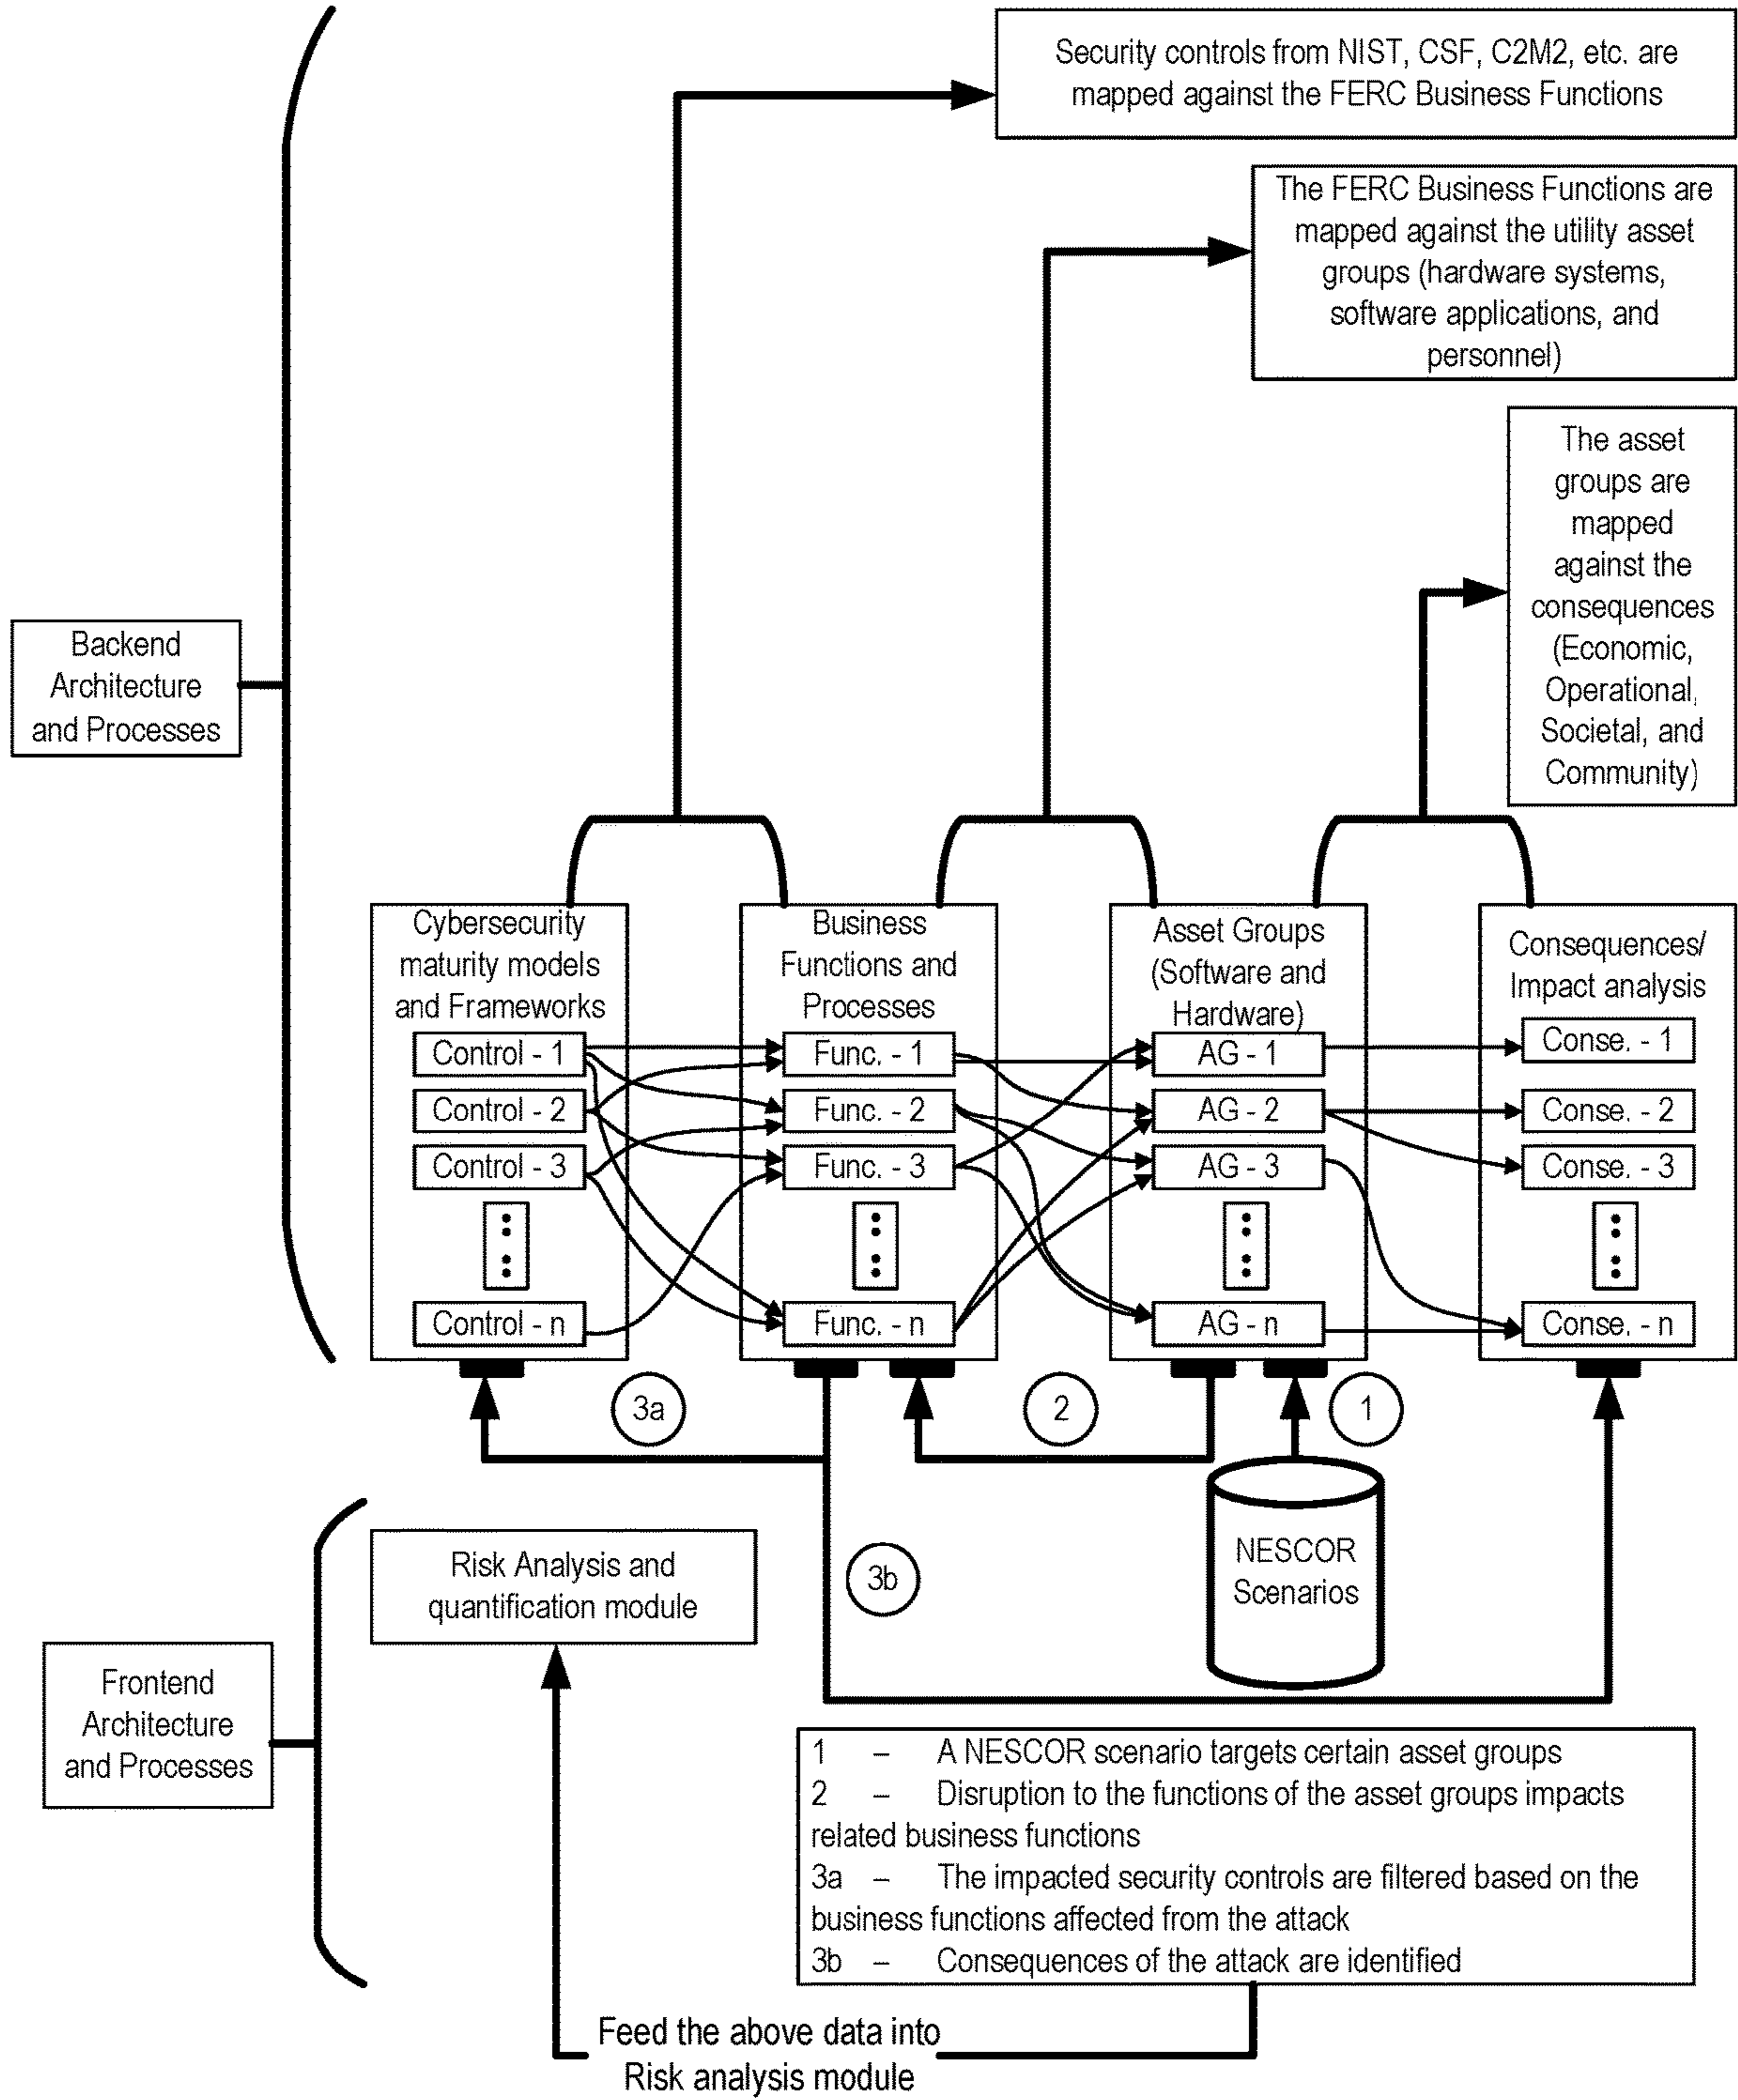 Security controls from NIST, CSF, C2M2, etc. are
mapped against the FERC Business Functions
The FERC Business Functions are
mapped against the utility asset
groups (hardware systems,
software applications, and
personnel)
The asset
groups are
mapped
against the
consequences
(Economic,
Operational,
Societal, and
Community)
Backend
Architecture
and Processes
Cybersecurity
maturity models
and Frameworks
Control - 1
Control - 2
Control - 3
Control - n
Business
Functions and
Processes
Func. - 1
Func. - 2
Func. - 3
Func. - n
Asset Groups
(Software and
Hardware)
AG - 1
AG - 2
AG - 3
AG - n
Consequences/
Impact analysis
Conse. - 1
Conse. - 2
Conse. - 3
Conse. - n
3a
2
1
3b
NESCOR
Scenarios
Risk Analysis and
quantification module
Frontend
Architecture
and Processes
1 – A NESCOR scenario targets certain asset groups
2 – Disruption to the functions of the asset groups impacts
related business functions
3a – The impacted security controls are filtered based on the
business functions affected from the attack
3b – Consequences of the attack are identified
Feed the above data into
Risk analysis module